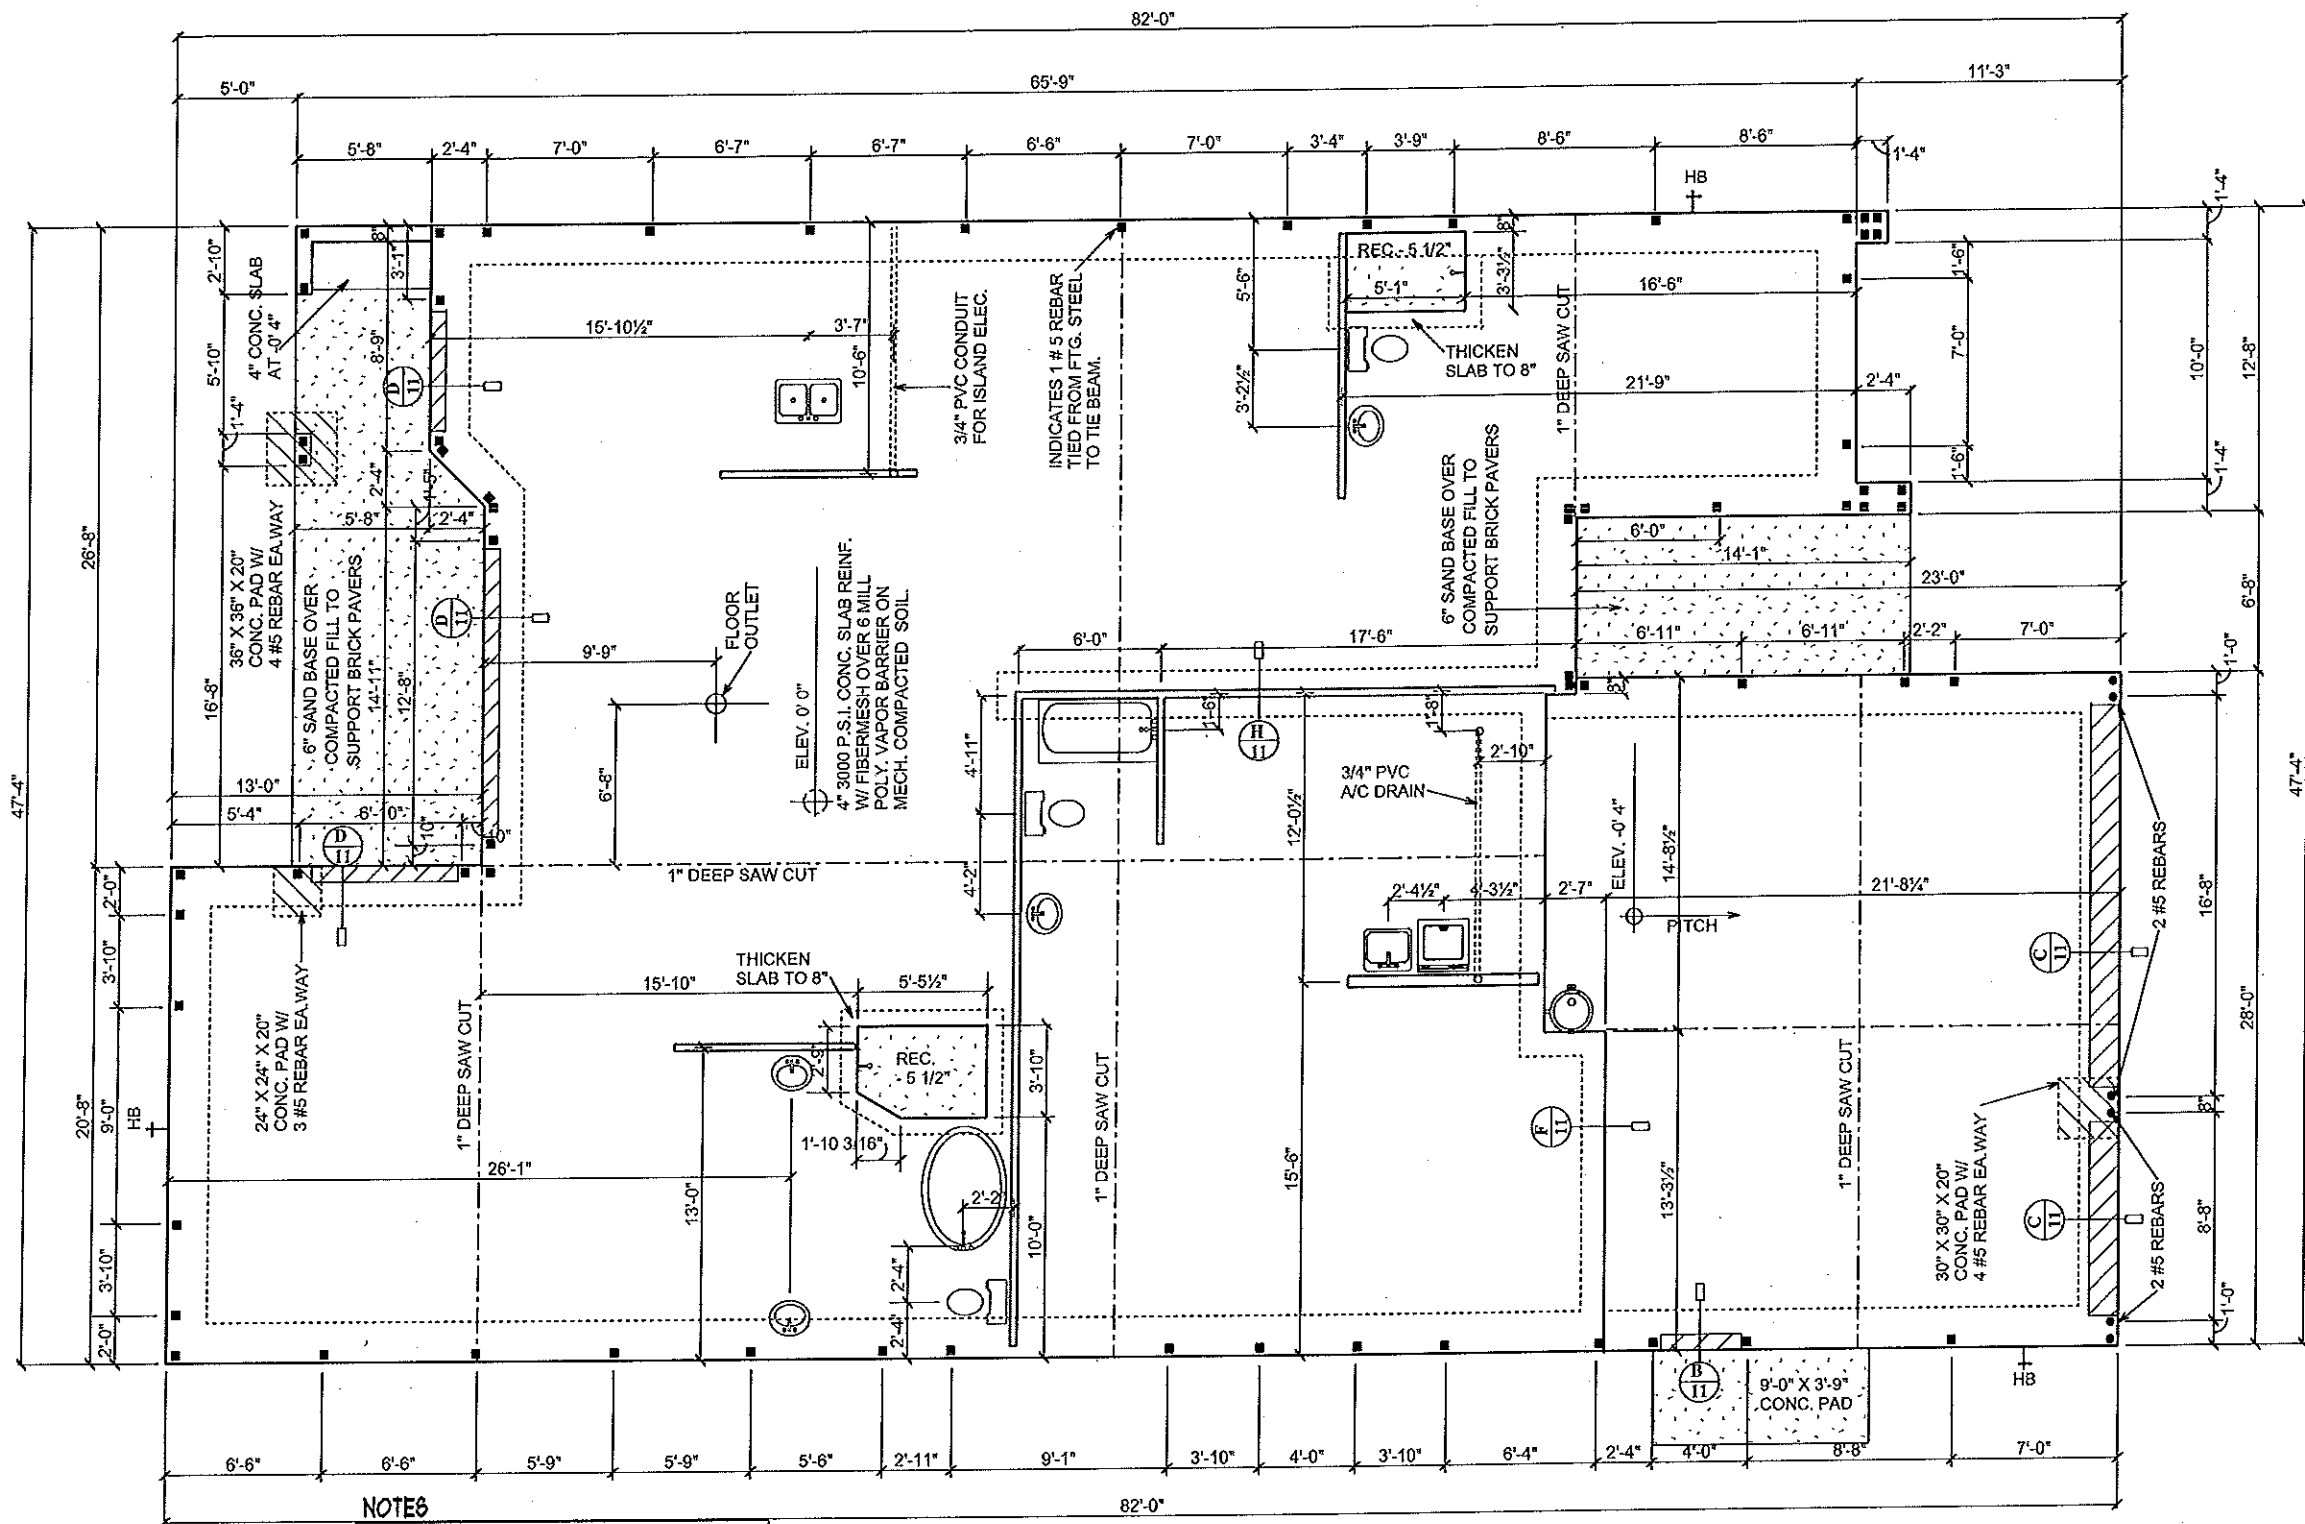 82'-0"
5'-0"
65'-9"
11'-3"
5'-8"
2'-4"
7'-0"
6'-7"
6'-7"
6'-6"
7'-0"
3'-4"
3'-9"
8'-6"
8'-6"
1'-4"
HB
1'-4"
47'-4"
26'-8"
2'-10"
5'-10"
1'-4"
16'-8"
4" CONC. SLAB
AT -0' 4"
8"
3'-1"
8'-9"
D
11
2'-4"
1'-5"
5'-8"
2'-4"
36" X 36" X 20"
CONC. PAD W/
4 #5 REBAR EA.WAY
6" SAND BASE OVER
COMPACTED FILL TO
SUPPORT BRICK PAVERS
14'-11"
12'-8"
D
11
13'-0"
5'-4"
6'-10"
10"
10"
D
11
15'-10½"
3'-7"
10'-6"
3/4" PVC CONDUIT
FOR ISLAND ELEC.
INDICATES 1 # 5 REBAR
TIED FROM FTG. STEEL
TO TIE BEAM.
FLOOR
OUTLET
9'-9"
6'-8"
ELEV. 0' 0"
4" 3000 P.S.I. CONC. SLAB REINF.
W/ FIBERMESH OVER 6 MILL
POLY. VAPOR BARRIER ON
MECH. COMPACTED SOIL.
5'-6"
3'-2½"
REC.- 5 1/2"
5'-1"
8"
3'-3½"
THICKEN
SLAB TO 8"
1" DEEP SAW CUT
16'-6"
21'-9"
2'-4"
1'-6"
7'-0"
1'-6"
10'-0"
1'-4"
12'-8"
6" SAND BASE OVER
COMPACTED FILL TO
SUPPORT BRICK PAVERS
6'-0"
14'-1"
23'-0"
6'-8"
6'-0"
17'-6"
6'-11"
6'-11"
2'-2"
7'-0"
1'-0"
8"
47'-4"
1'-6"
H
11
1'-8"
2'-10"
3/4" PVC
A/C DRAIN
4'-11"
4'-2"
12'-0½"
ELEV. -0' 4"
14'-8½"
2'-4½"
4'-3½"
2'-7"
21'-8¼"
PITCH
C
11
2 #5 REBARS
16'-8"
28'-0"
1" DEEP SAW CUT
2'-0"
3'-10"
9'-0"
3'-10"
2'-0"
20'-8"
HB
24" X 24" X 20"
CONC. PAD W/
3 #5 REBAR EA.WAY
1" DEEP SAW CUT
THICKEN
SLAB TO 8"
15'-10"
5'-5½"
2'-9"
REC.
- 5 1/2"
3'-10"
1'-10 3/16"
26'-1"
13'-0"
2'-2"
10'-0"
2'-4"
2'-4"
1" DEEP SAW CUT
15'-6"
F
11
13'-3½"
1" DEEP SAW CUT
30" X 30" X 20"
CONC. PAD W/
4 #5 REBAR EA.WAY
C
11
8"
8'-8"
2 #5 REBARS
1'-0"
B
11
9'-0" X 3'-9"
CONC. PAD
HB
6'-6"
6'-6"
5'-9"
5'-9"
5'-6"
2'-11"
9'-1"
3'-10"
4'-0"
3'-10"
6'-4"
2'-4"
4'-0"
8'-8"
7'-0"
NOTES
82'-0"